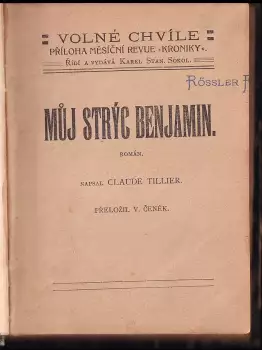 VOLNÉ CHVÍLE
PŘÍLOHA MĚSÍČNÍ REVUE »KRONIKY«.
ŘÍDÍ A VYDÁVÁ KAREL STAN. SOKOL.
RÖSSLER
MŮJ STRÝC BENJAMIN.
ROMÁN.
NAPSAL CLAUDE TILLIER.
PŘELOŽIL V. ČENĚK.